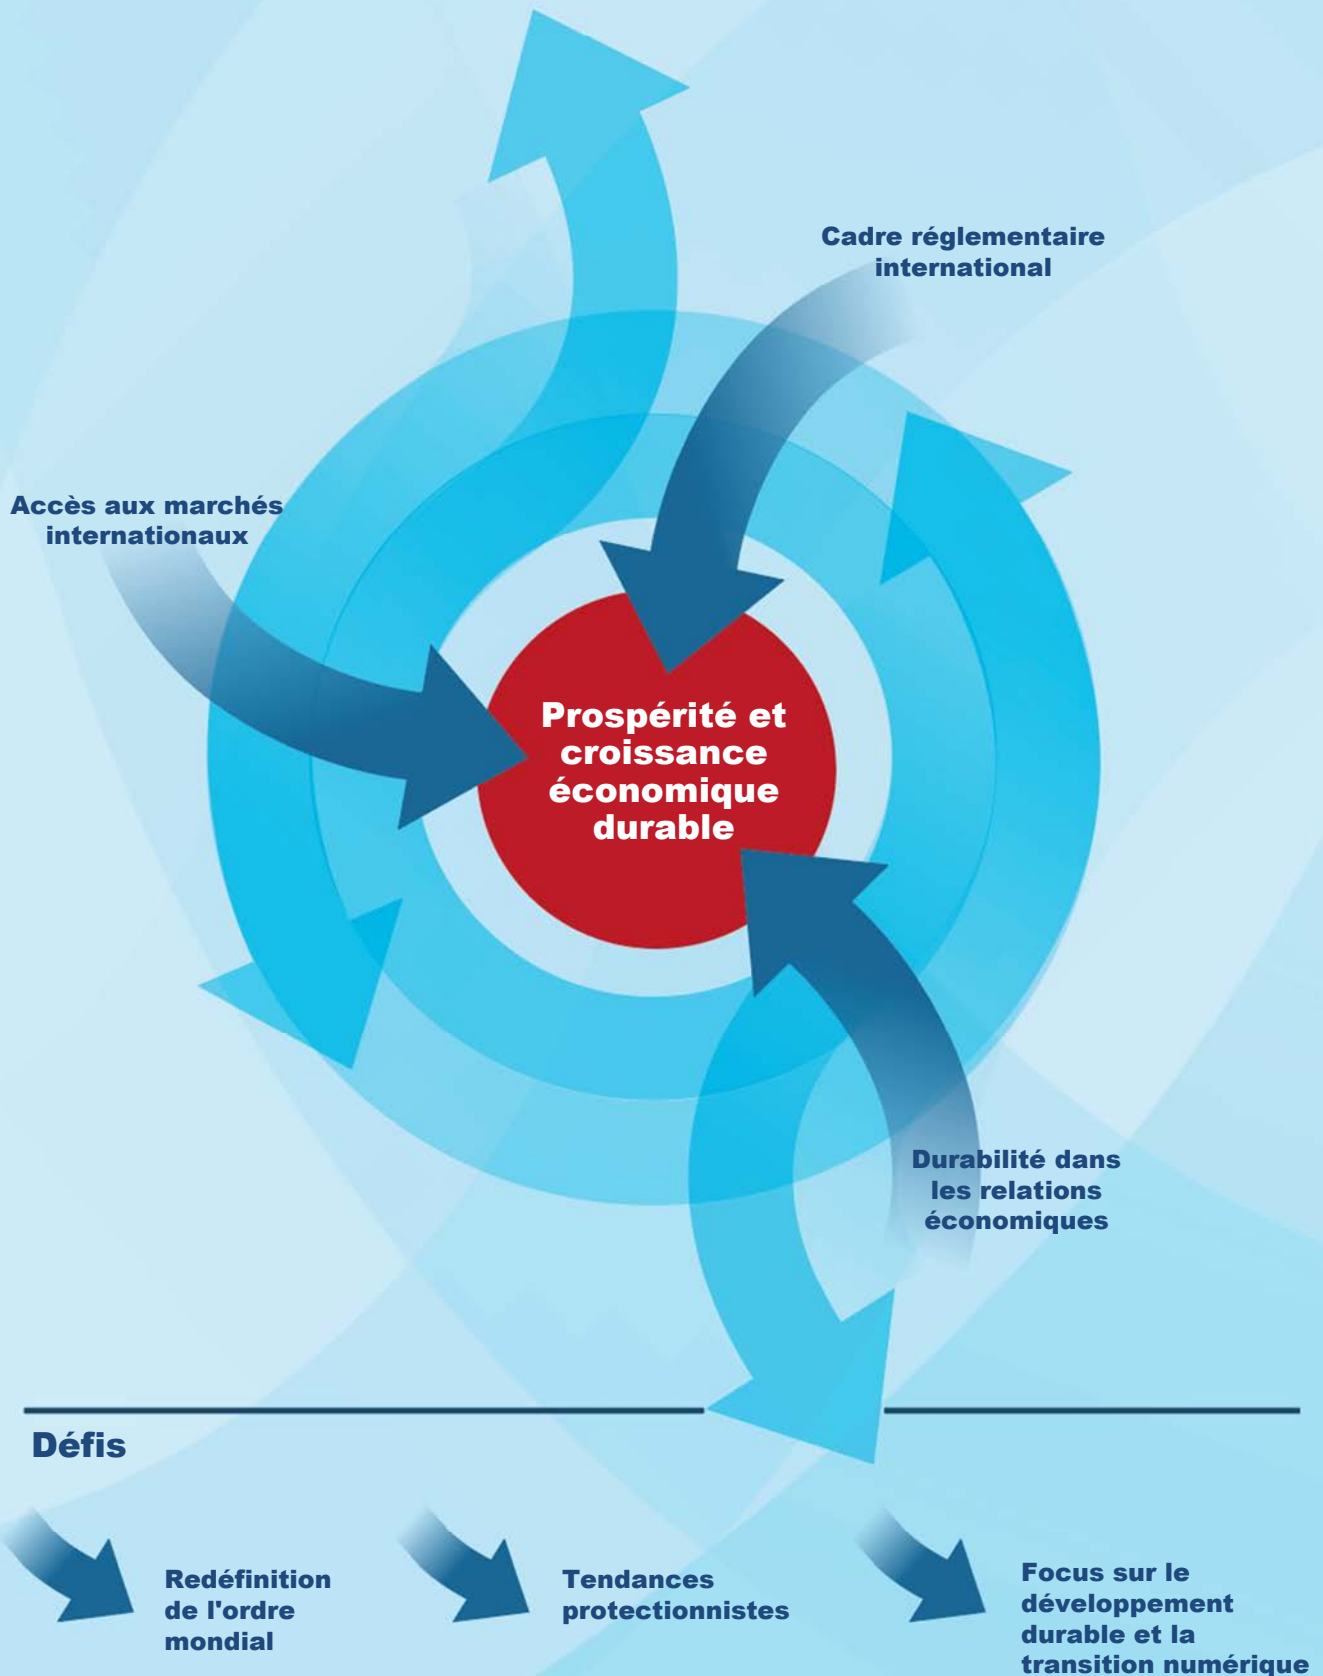 Cadre réglementaire
international
Accès aux marchés
internationaux
Prospérité et
croissance
économique
durable
Durabilité dans
les relations
économiques
Défis
Redéfinition
de l'ordre
mondial
Tendances
protectionnistes
Focus sur le
développement
durable et la
transition numérique